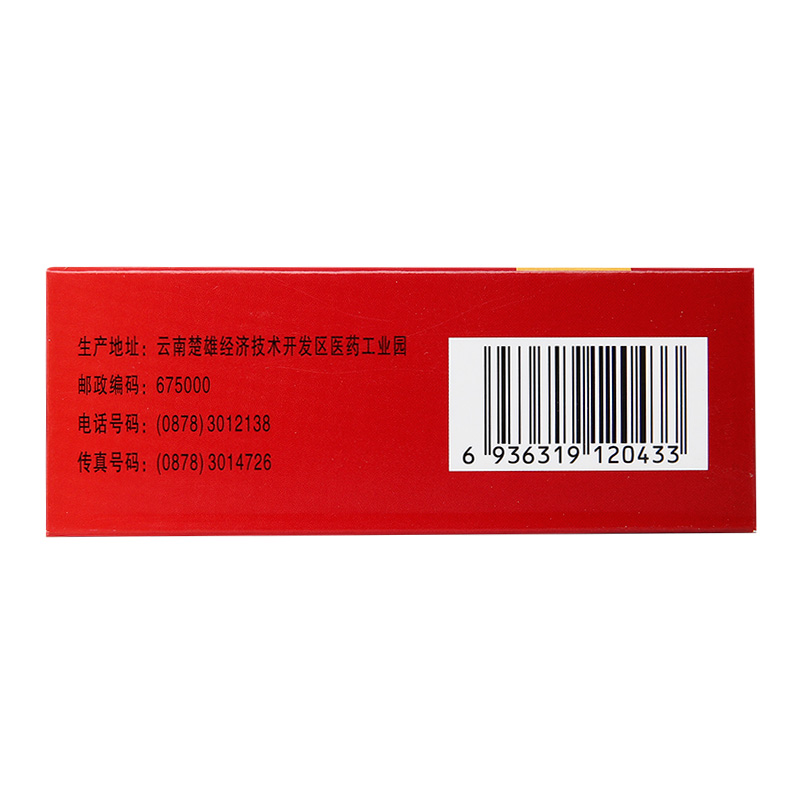 生产地址：云南楚雄经济技术开发区医药工业园
邮政编码：675000
电话号码：(0878)3012138
传真号码：(0878)3014726
6 936319 120433